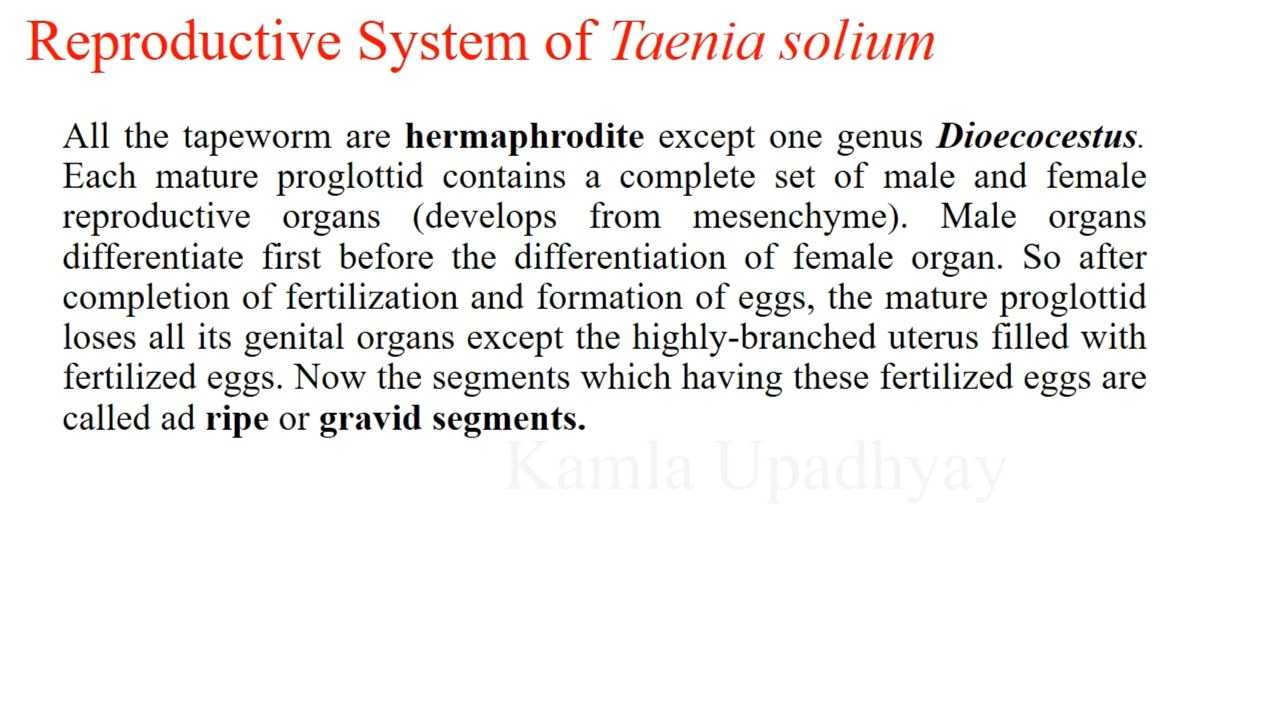 Reproductive System of Taenia solium
All the tapeworm are hermaphrodite except one genus Dioecocestus.
Each mature proglottid contains a complete set of male and female
reproductive organs (develops from mesenchyme). Male organs
differentiate first before the differentiation of female organ. So after
completion of fertilization and formation of eggs, the mature proglottid
loses all its genital organs except the highly-branched uterus filled with
fertilized eggs. Now the segments which having these fertilized eggs are
called ad ripe or gravid segments.
Kamla Upadhyay